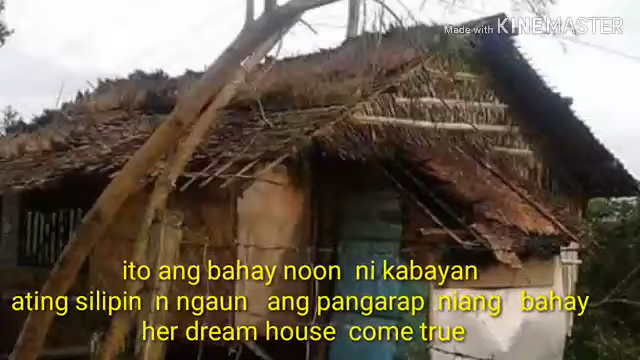 Made with KINEMASTER
ito ang bahay noon ni kabayan
ating silipin n ngaun ang pangarap niang bahay
her dream house come true